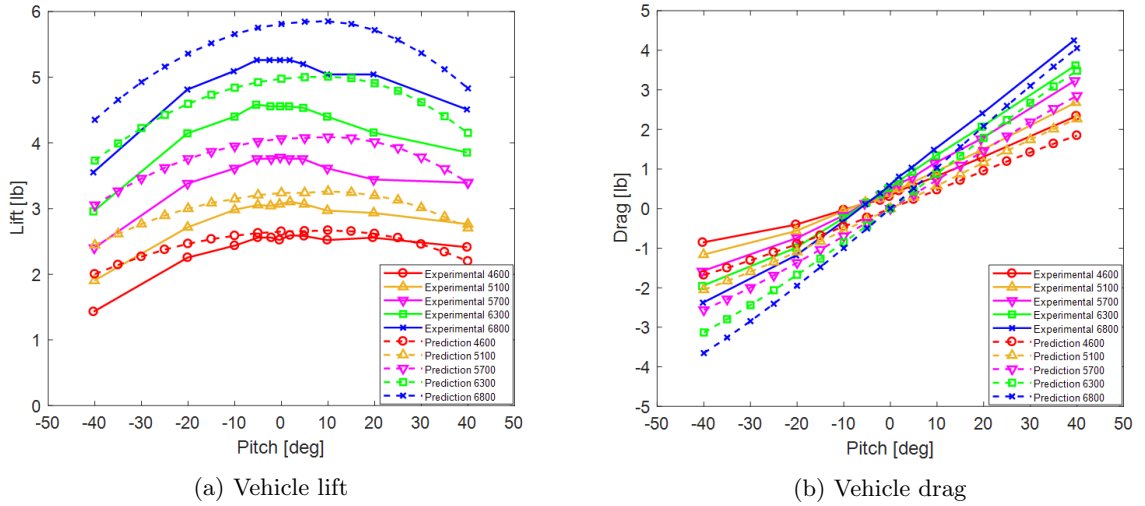 6
5
4
3
2
1
0
Lift [lb]
-50 -40 -30 -20 -10 0 10 20 30 40 50
Pitch [deg]
Experimental 4600
Experimental 5100
Experimental 5700
Experimental 6300
Experimental 6800
Prediction 4600
Prediction 5100
Prediction 5700
Prediction 6300
Prediction 6800
(a) Vehicle lift
5
4
3
2
1
0
-1
-2
-3
-4
-5
Drag [lb]
-50 -40 -30 -20 -10 0 10 20 30 40 50
Pitch [deg]
Experimental 4600
Experimental 5100
Experimental 5700
Experimental 6300
Experimental 6800
Prediction 4600
Prediction 5100
Prediction 5700
Prediction 6300
Prediction 6800
(b) Vehicle drag